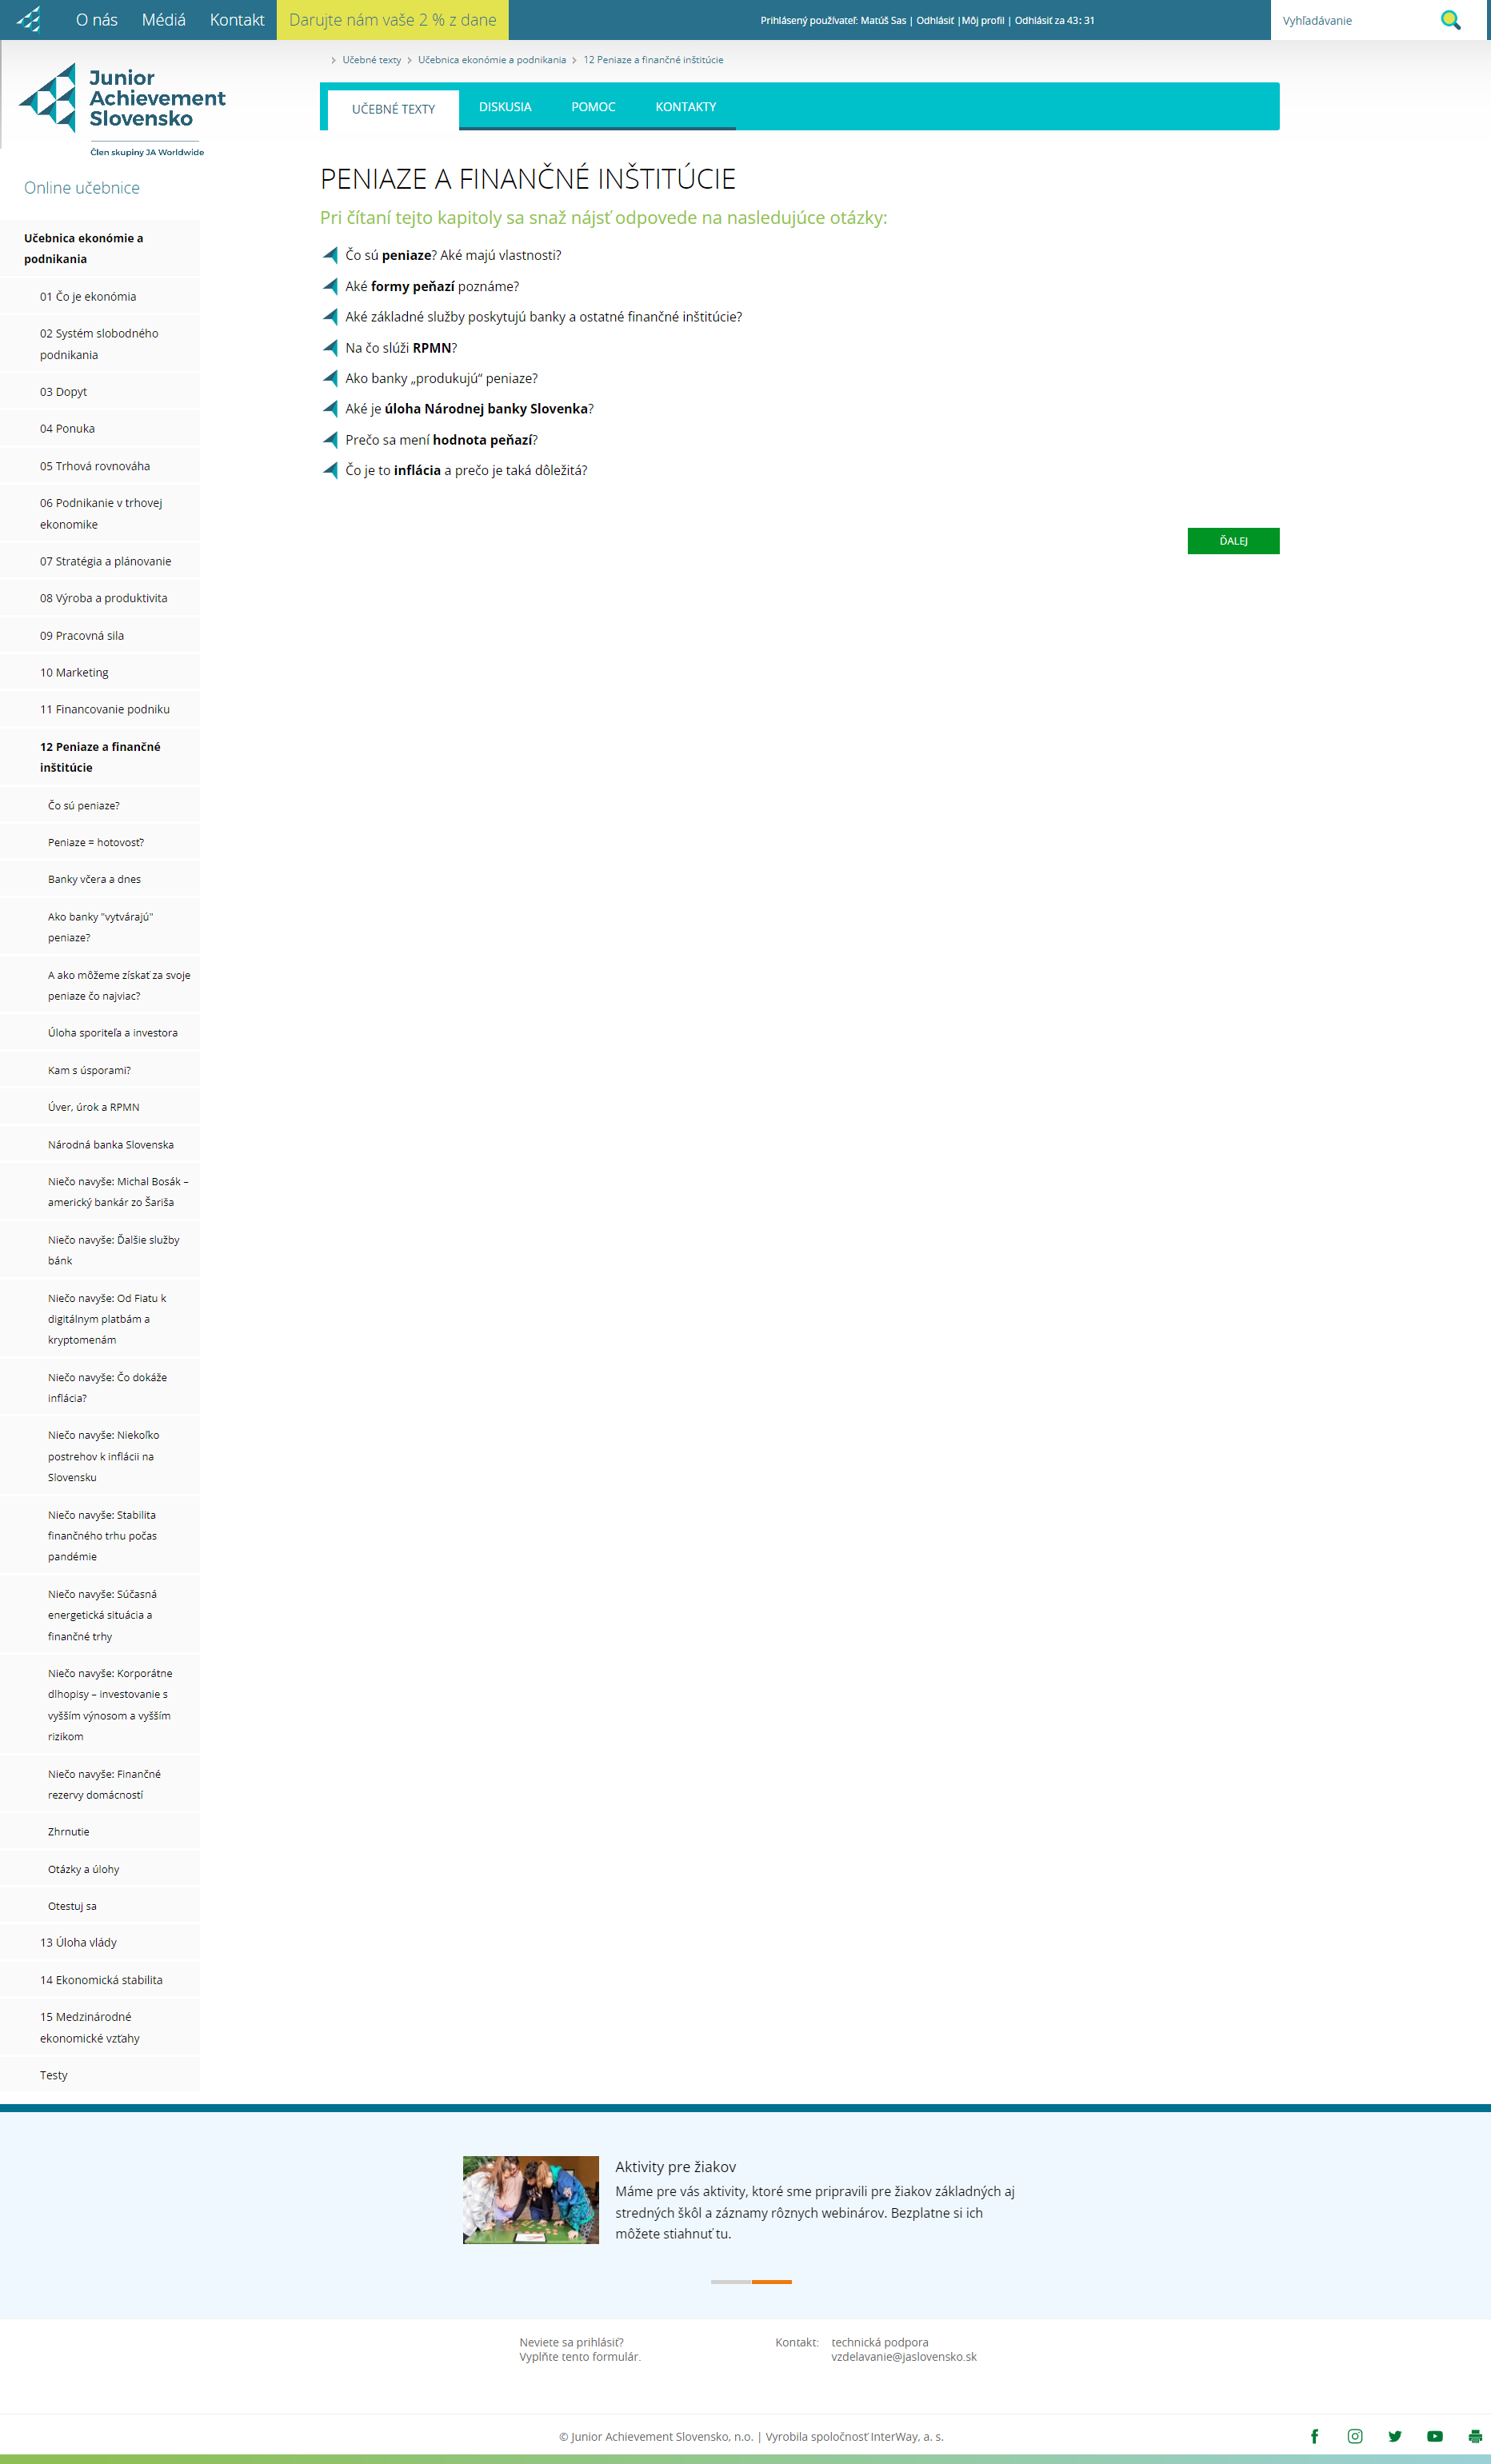 O nás Médiá Kontakt Darujte nám vaše 2 % z dane
Prihlásený používateľ: Matúš Sas | Odhlásiť |Môj profil | Odhlásiť za 43: 31
Vyhľadávanie
Junior
Achievement
Slovensko
Člen skupiny JA Worldwide
Učebné texty Učebnica ekonómie a podnikania 12 Peniaze a finančné inštitúcie
UČEBNÉ TEXTY DISKUSIA POMOC KONTAKTY
Online učebnice
Učebnica ekonómie a
podnikania
01 Čo je ekonómia
02 Systém slobodného
podnikania
03 Dopyt
04 Ponuka
05 Trhová rovnováha
06 Podnikanie v trhovej
ekonomike
07 Stratégia a plánovanie
08 Výroba a produktivita
09 Pracovná sila
10 Marketing
11 Financovanie podniku
12 Peniaze a finančné
inštitúcie
Čo sú peniaze?
Peniaze = hotovosť?
Banky včera a dnes
Ako banky "vytvárajú"
peniaze?
A ako môžeme získať za svoje
peniaze čo najviac?
Úloha sporiteľa a investora
Kam s úsporami?
Úver, úrok a RPMN
Národná banka Slovenska
Niečo navyše: Michal Bosák –
americký bankár zo Šariša
Niečo navyše: Ďalšie služby
bánk
Niečo navyše: Od Fiatu k
digitálnym platbám a
kryptomenám
Niečo navyše: Čo dokáže
inflácia?
Niečo navyše: Niekoľko
postrehov k inflácii na
Slovensku
Niečo navyše: Stabilita
finančného trhu počas
pandémie
Niečo navyše: Súčasná
energetická situácia a
finančné trhy
Niečo navyše: Korporátne
dlhopisy – investovanie s
vyšším výnosom a vyšším
rizikom
Niečo navyše: Finančné
rezervy domácností
Zhrnutie
Otázky a úlohy
Otestuj sa
13 Úloha vlády
14 Ekonomická stabilita
15 Medzinárodné
ekonomické vzťahy
Testy
PENIAZE A FINANČNÉ INŠTITÚCIE
Pri čítaní tejto kapitoly sa snaž nájsť odpovede na nasledujúce otázky:
Čo sú peniaze? Aké majú vlastnosti?
Aké formy peňazí poznáme?
Aké základné služby poskytujú banky a ostatné finančné inštitúcie?
Na čo slúži RPMN?
Ako banky „produkujú“ peniaze?
Aké je úloha Národnej banky Slovenka?
Prečo sa mení hodnota peňazí?
Čo je to inflácia a prečo je taká dôležitá?
ĎALEJ
Aktivity pre žiakov
Máme pre vás aktivity, ktoré sme pripravili pre žiakov základných aj
stredných škôl a záznamy rôznych webinárov. Bezplatne si ich
môžete stiahnuť tu.
Neviete sa prihlásiť?
Vyplňte tento formulár.
Kontakt: technická podpora
vzdelavanie@jaslovensko.sk
© Junior Achievement Slovensko, n.o. | Vyrobila spoločnosť InterWay, a. s.